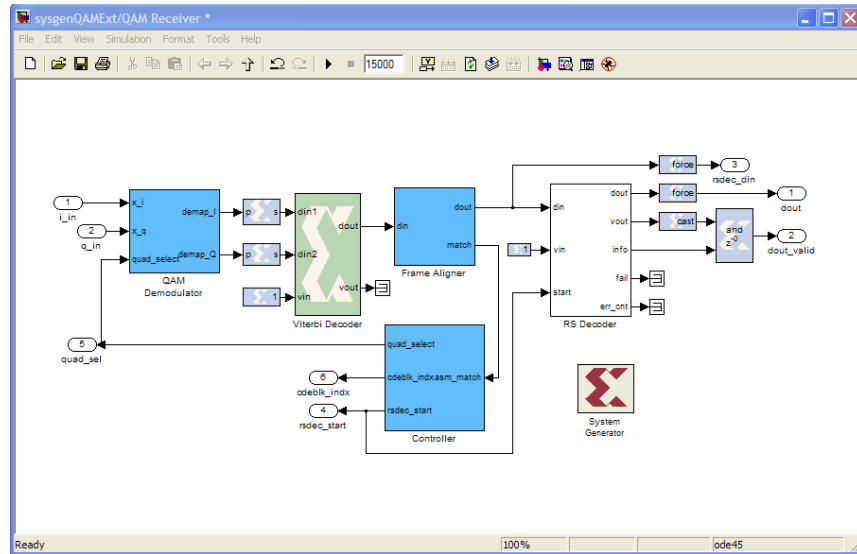 sysgenQAMExt/QAM Receiver *
File Edit View Simulation Format Tools Help
15000
force
3
rsdec_din
1
i_in
x_i
demap_I
p s
din1
dout
din
dout
din
dout
force
1
dout
2
q_in
x_q
match
vout
cast
and
z-0
2
dout_valid
quad_select
demap_Q
p s
din2
1
vin
info
QAM
Demodulator
Frame Aligner
fail
1
vin
vout
start
err_cnt
Viterbi Decoder
RS Decoder
5
quad_sel
quad_select
6
cdeblk_indx
cdeblk_indx
asm_match
4
rsdec_start
rsdec_start
Controller
System
Generator
Ready
100%
ode45